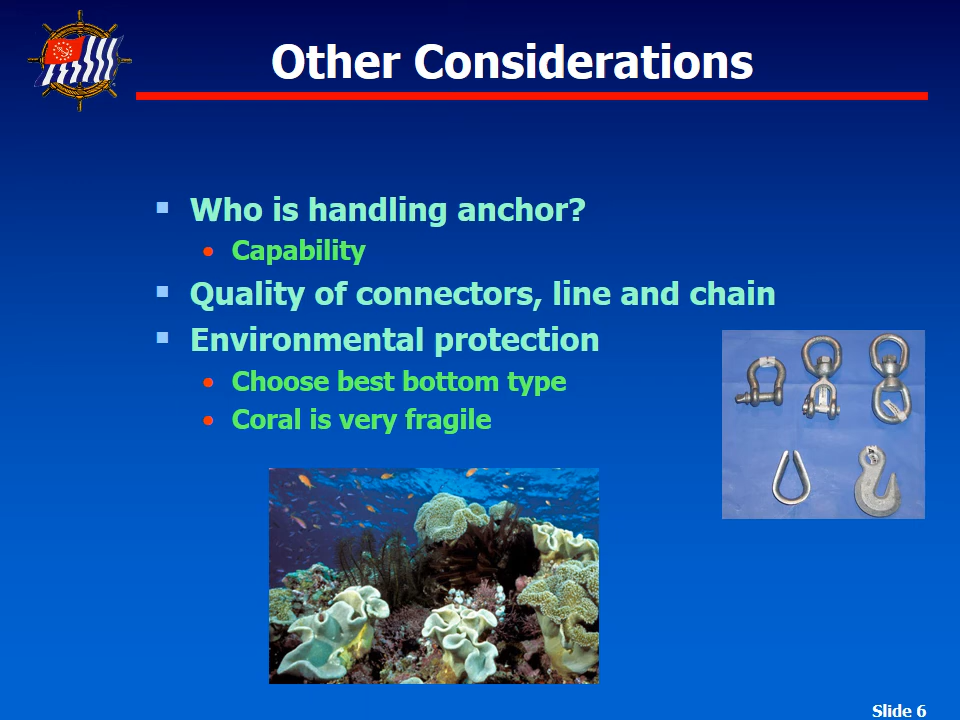 Other Considerations
Who is handling anchor?
Capability
Quality of connectors, line and chain
Environmental protection
Choose best bottom type
Coral is very fragile
Slide 6